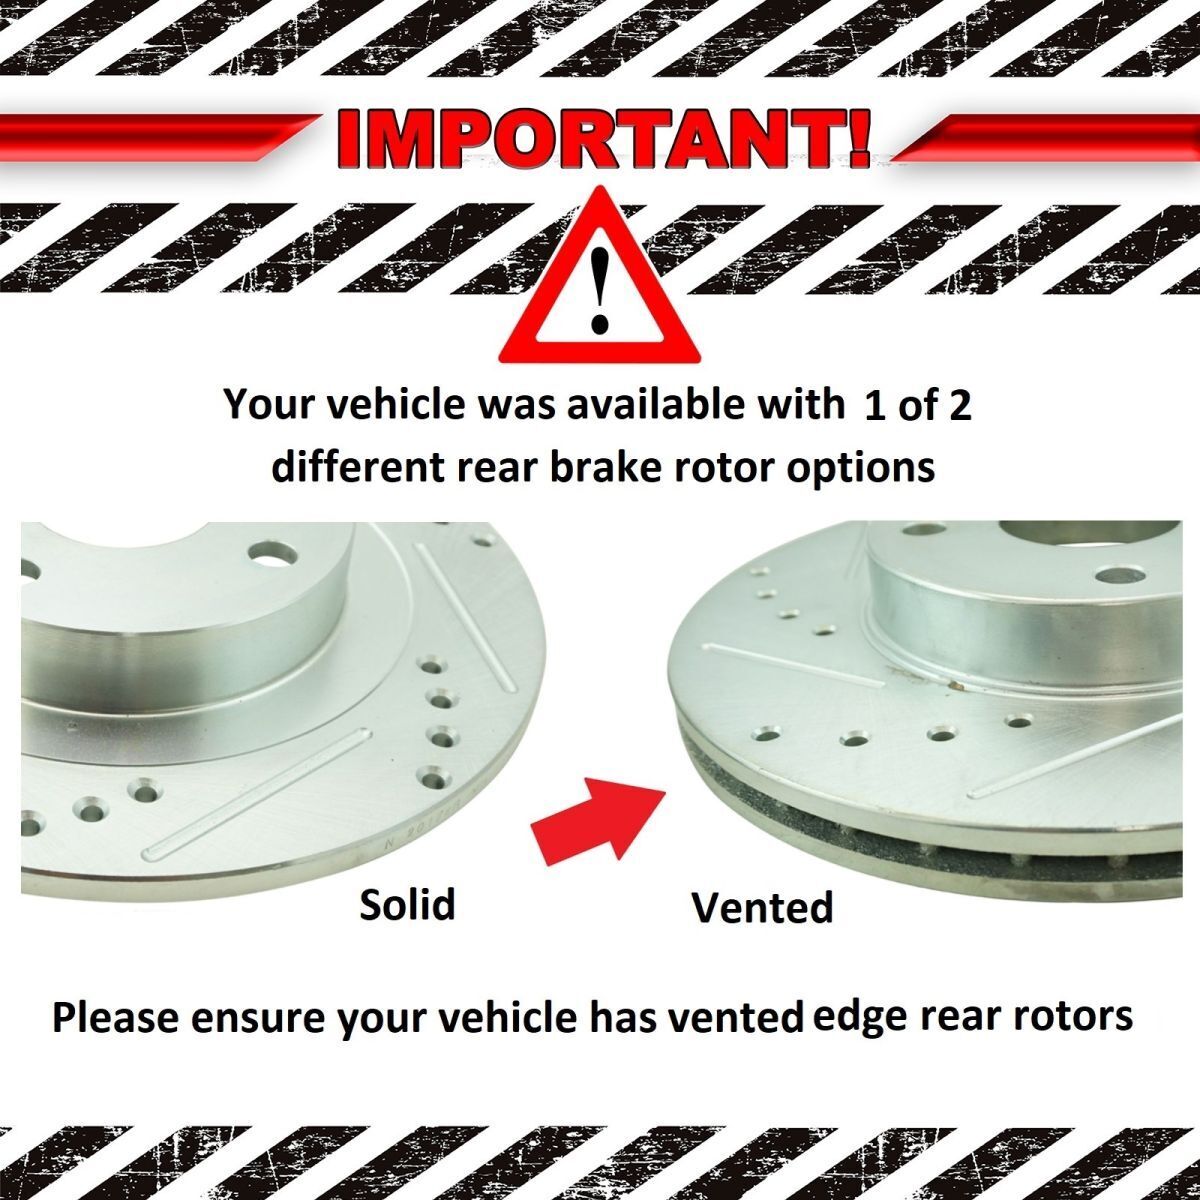 IMPORTANT!
Your vehicle was available with 1 of 2
different rear brake rotor options
Solid
Vented
Please ensure your vehicle has vented edge rear rotors